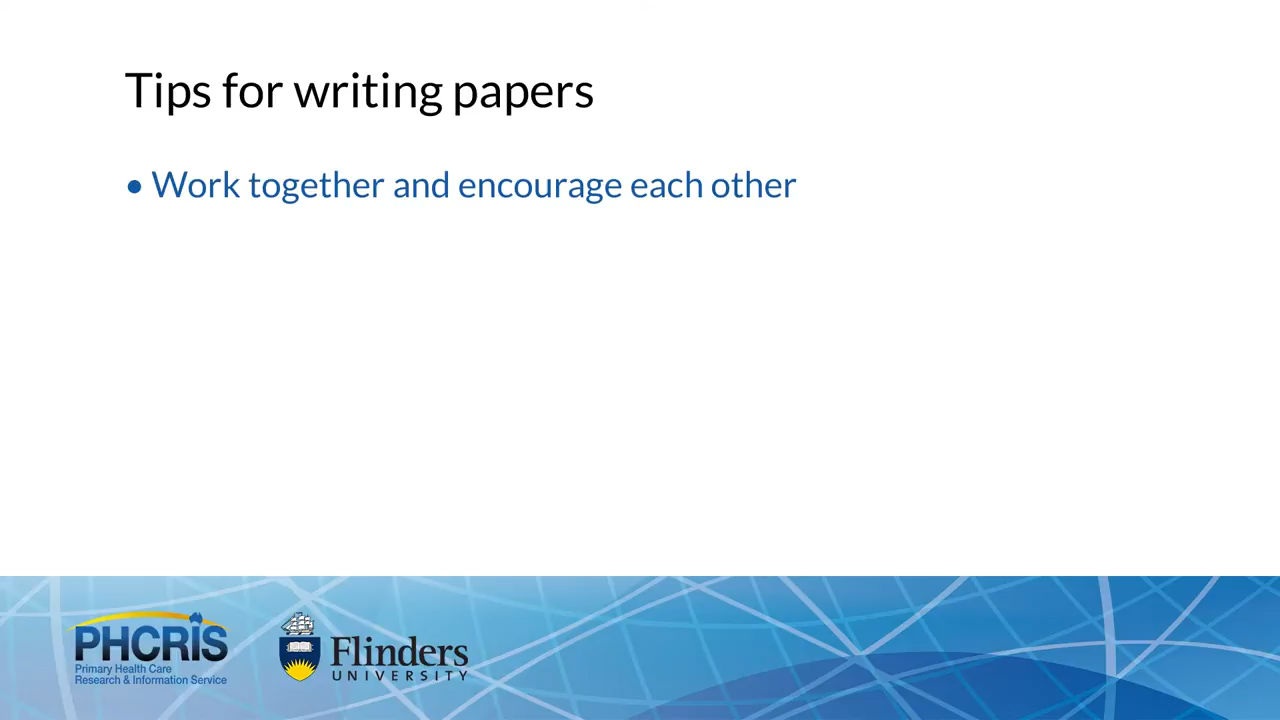 Tips for writing papers
• Work together and encourage each other
PHCRIS
Primary Health Care
Research & Information Service
Flinders
UNIVERSITY